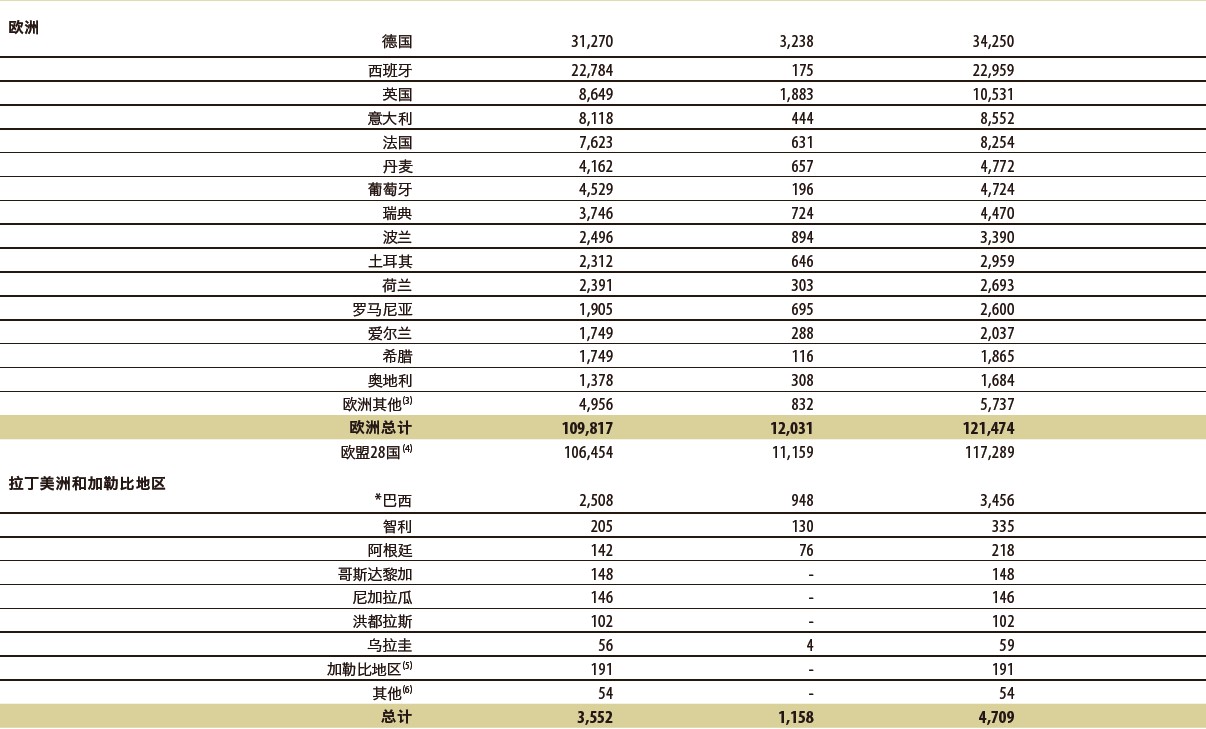 欧洲
德国 31,270 3,238 34,250
西班牙 22,784 175 22,959
英国 8,649 1,883 10,531
意大利 8,118 444 8,552
法国 7,623 631 8,254
丹麦 4,162 657 4,772
葡萄牙 4,529 196 4,724
瑞典 3,746 724 4,470
波兰 2,496 894 3,390
土耳其 2,312 646 2,959
荷兰 2,391 303 2,693
罗马尼亚 1,905 695 2,600
爱尔兰 1,749 288 2,037
希腊 1,749 116 1,865
奥地利 1,378 308 1,684
欧洲其他(3) 4,956 832 5,737
欧洲总计 109,817 12,031 121,474
欧盟28国(4) 106,454 11,159 117,289
拉丁美洲和加勒比地区
*巴西 2,508 948 3,456
智利 205 130 335
阿根廷 142 76 218
哥斯达黎加 148 - 148
尼加拉瓜 146 - 146
洪都拉斯 102 - 102
乌拉圭 56 4 59
加勒比地区(5) 191 - 191
其他(6) 54 - 54
总计 3,552 1,158 4,709